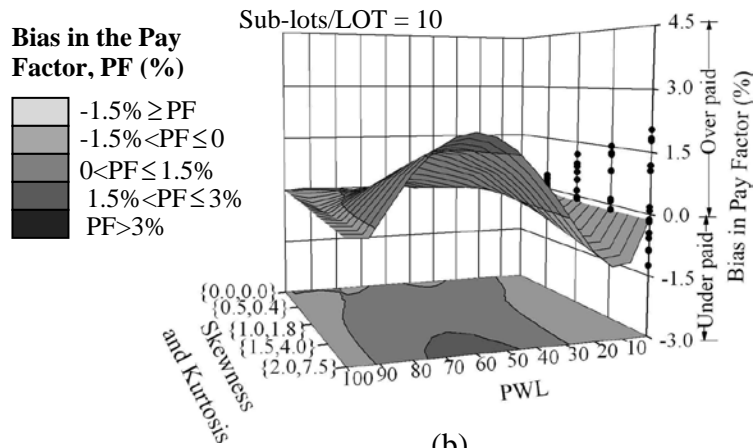 Sub-lots/LOT = 10
Bias in the Pay
Factor, PF (%)
-1.5% ≥ PF
-1.5%<PF≤0
0<PF≤1.5%
1.5%<PF≤3%
PF>3%
4.5
3.0
1.5
0.0
-1.5
-3.0
Over paid
Under paid
Bias in Pay Factor (%)
{0.0,0.0}
{0.5,0.4}
{1.0,1.8}
{1.5,4.0}
{2.0,7.5}
Skewness
and Kurtosis
100 90 80 70 60 50 40 30 20 10
PWL
(b)